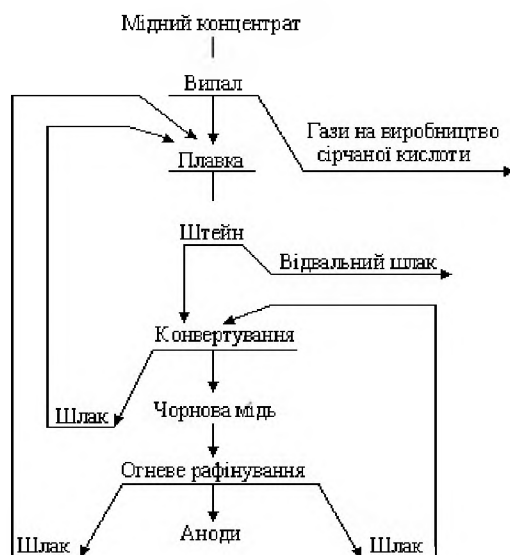 Мідний концентрат
Випал
Гази на виробництво
сірчаної кислоти
Плавка
Штейн
Відвальний шлак
Конвертування
Шлак
Чорнова мідь
Огневе рафінування
Шлак
Аноди
Шлак